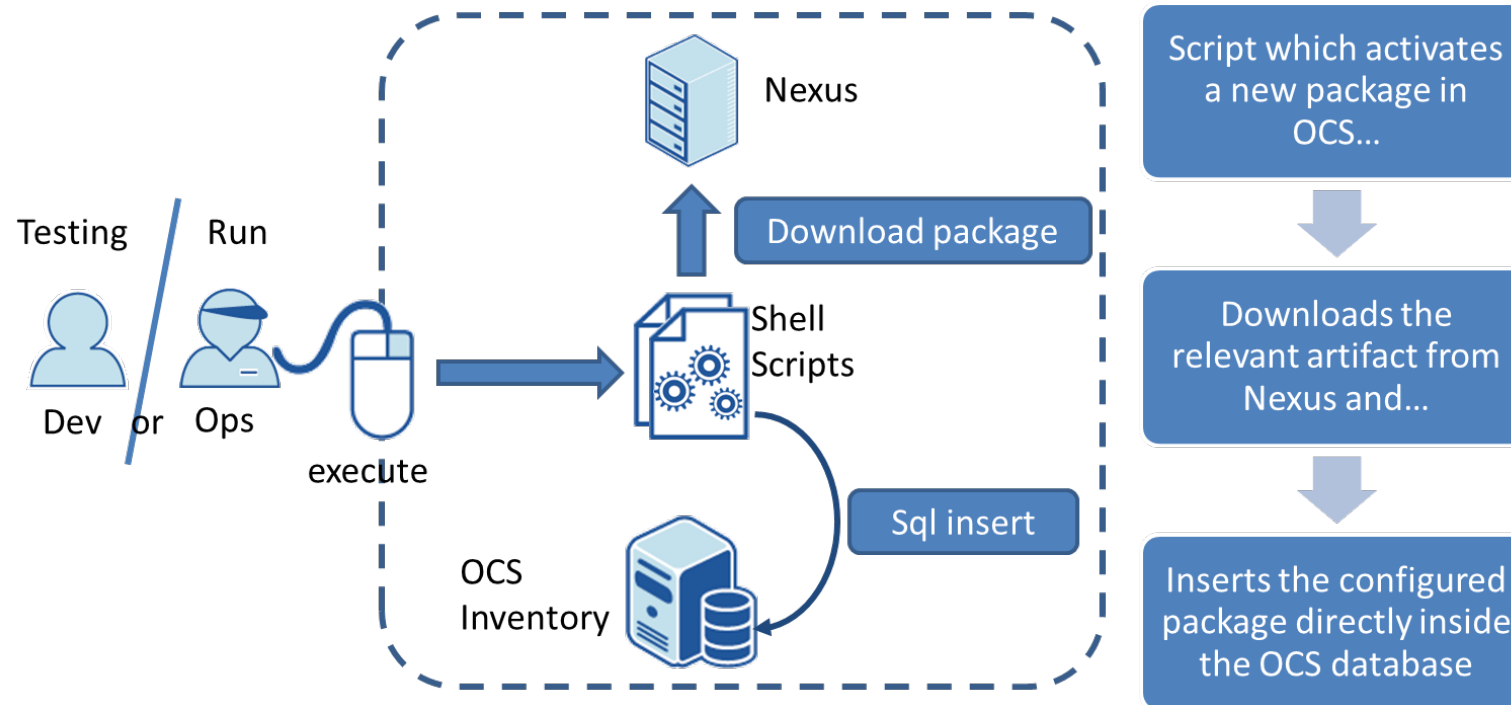 Nexus
Download package
Testing
Run
Shell
Scripts
Dev or Ops
execute
Sql insert
OCS
Inventory
Script which activates
a new package in
OCS...
Downloads the
relevant artifact from
Nexus and...
Inserts the configured
package directly inside
the OCS database